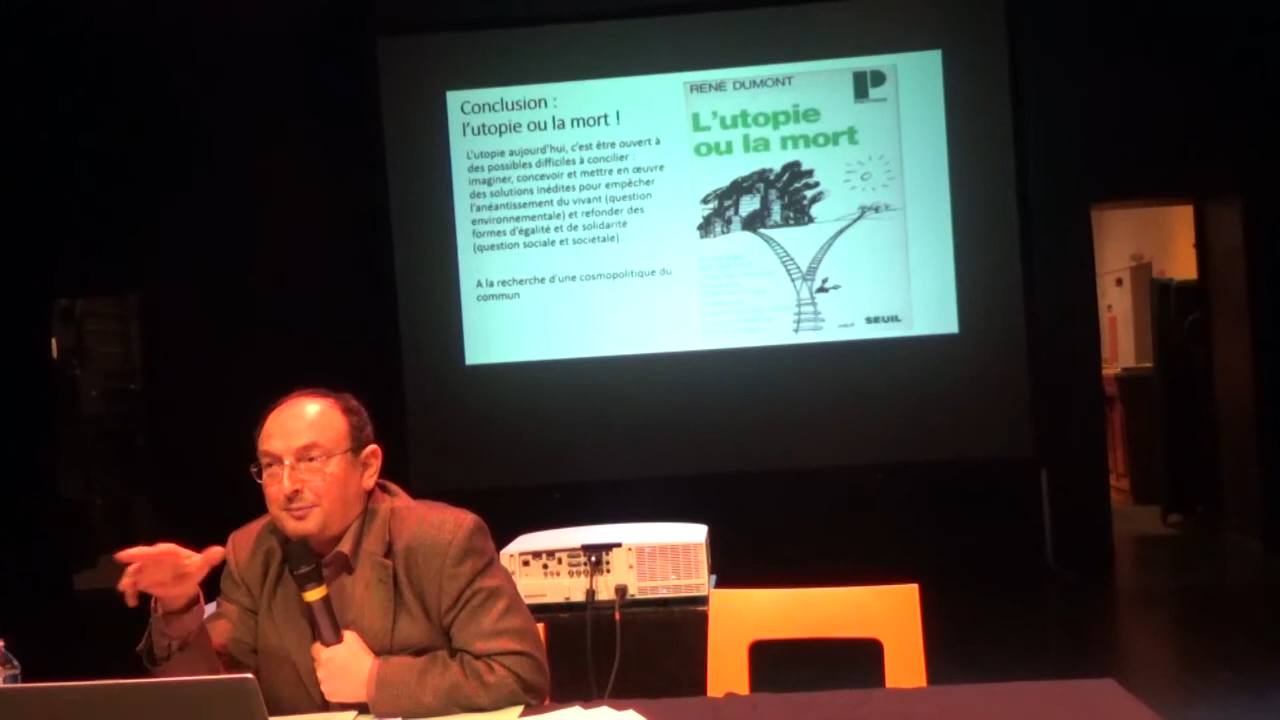 Conclusion :
l'utopie ou la mort !
L'utopie aujourd'hui, c'est être ouvert à
des possibles difficiles à concilier :
imaginer, concevoir et mettre en œuvre
des solutions inédites pour empêcher
l'anéantissement du vivant (question
environnementale) et refonder des
formes d'égalité et de solidarité
(question sociale et sociétale)
A la recherche d'une cosmopolitique du
commun
RENÉ DUMONT
P
L'utopie
ou la mort
SEUIL